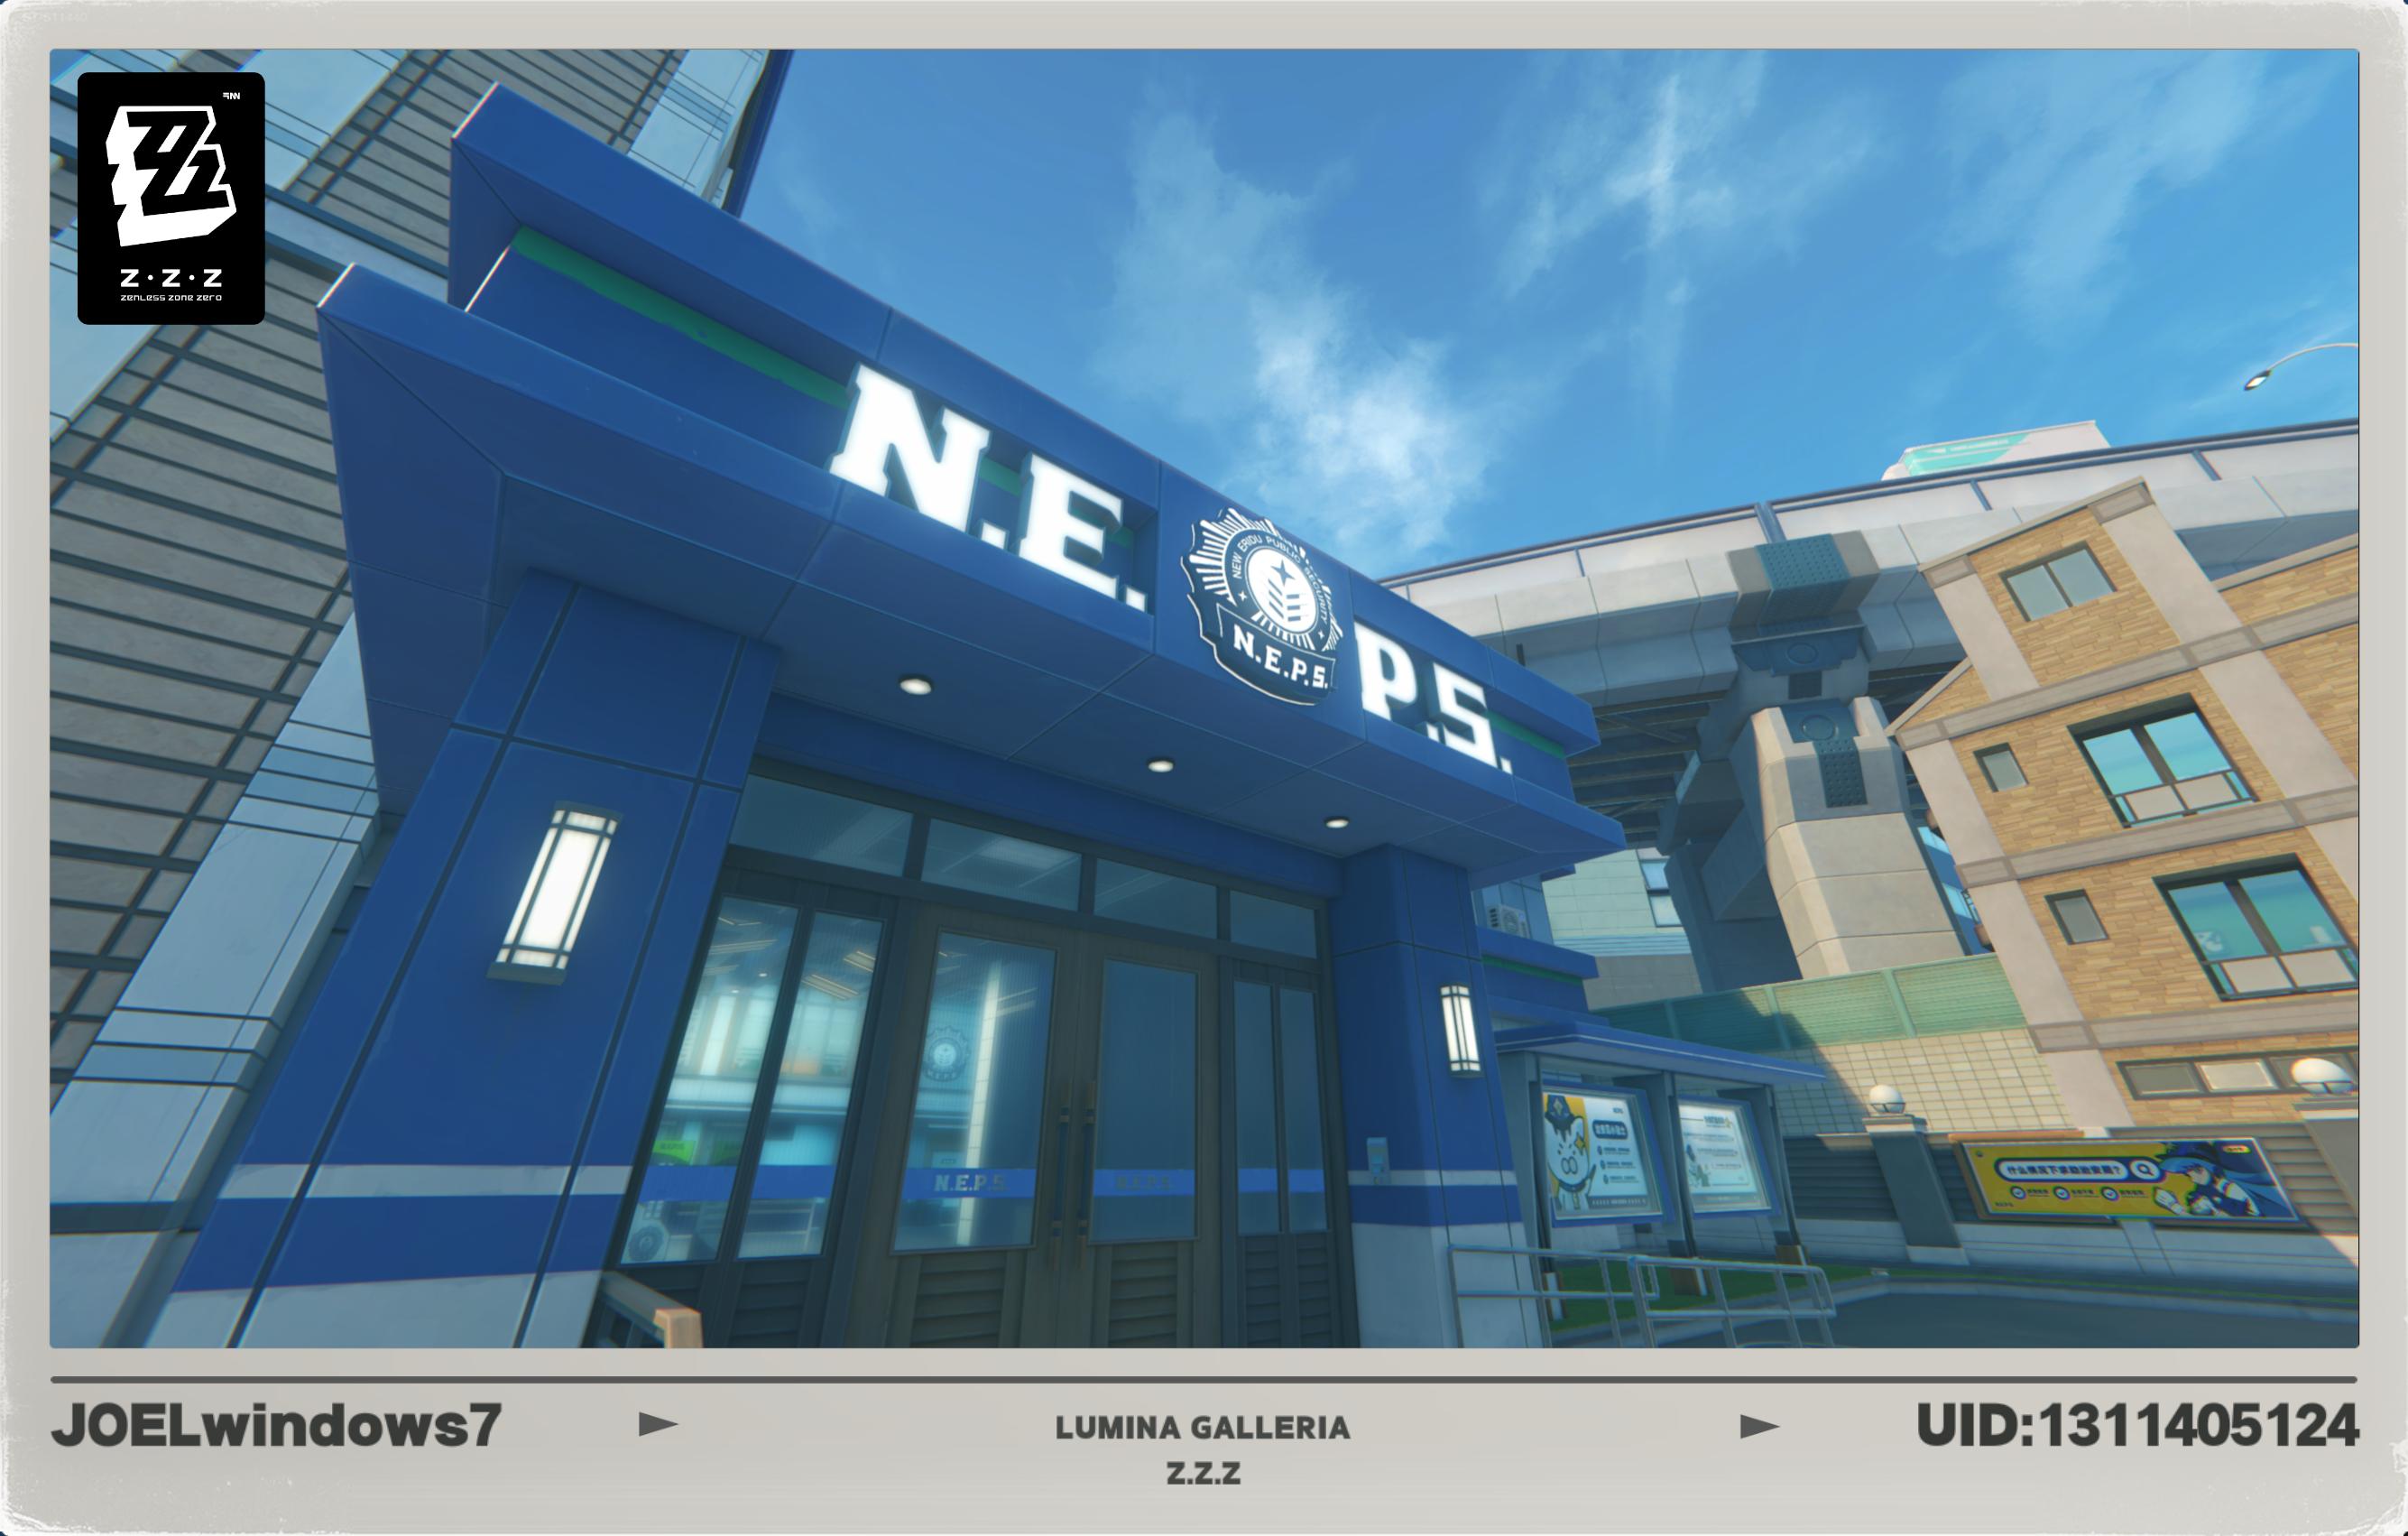 Z·Z·Z
ZENLESS ZONE ZERO
N.E.
P.S.
NEW ERIDU PUBLIC SECURITY
N.E.P.S.
N.E.P.S.
N.E.P.S.
JOELwindows7
LUMINA GALLERIA
Z.Z.Z
UID:1311405124